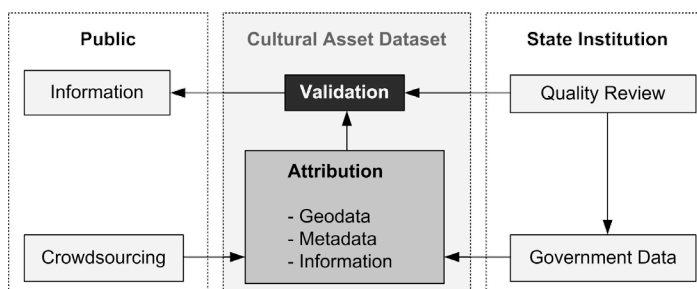 Public
Cultural Asset Dataset
State Institution
Information
Validation
Quality Review
Attribution
- Geodata
- Metadata
- Information
Crowdsourcing
Government Data